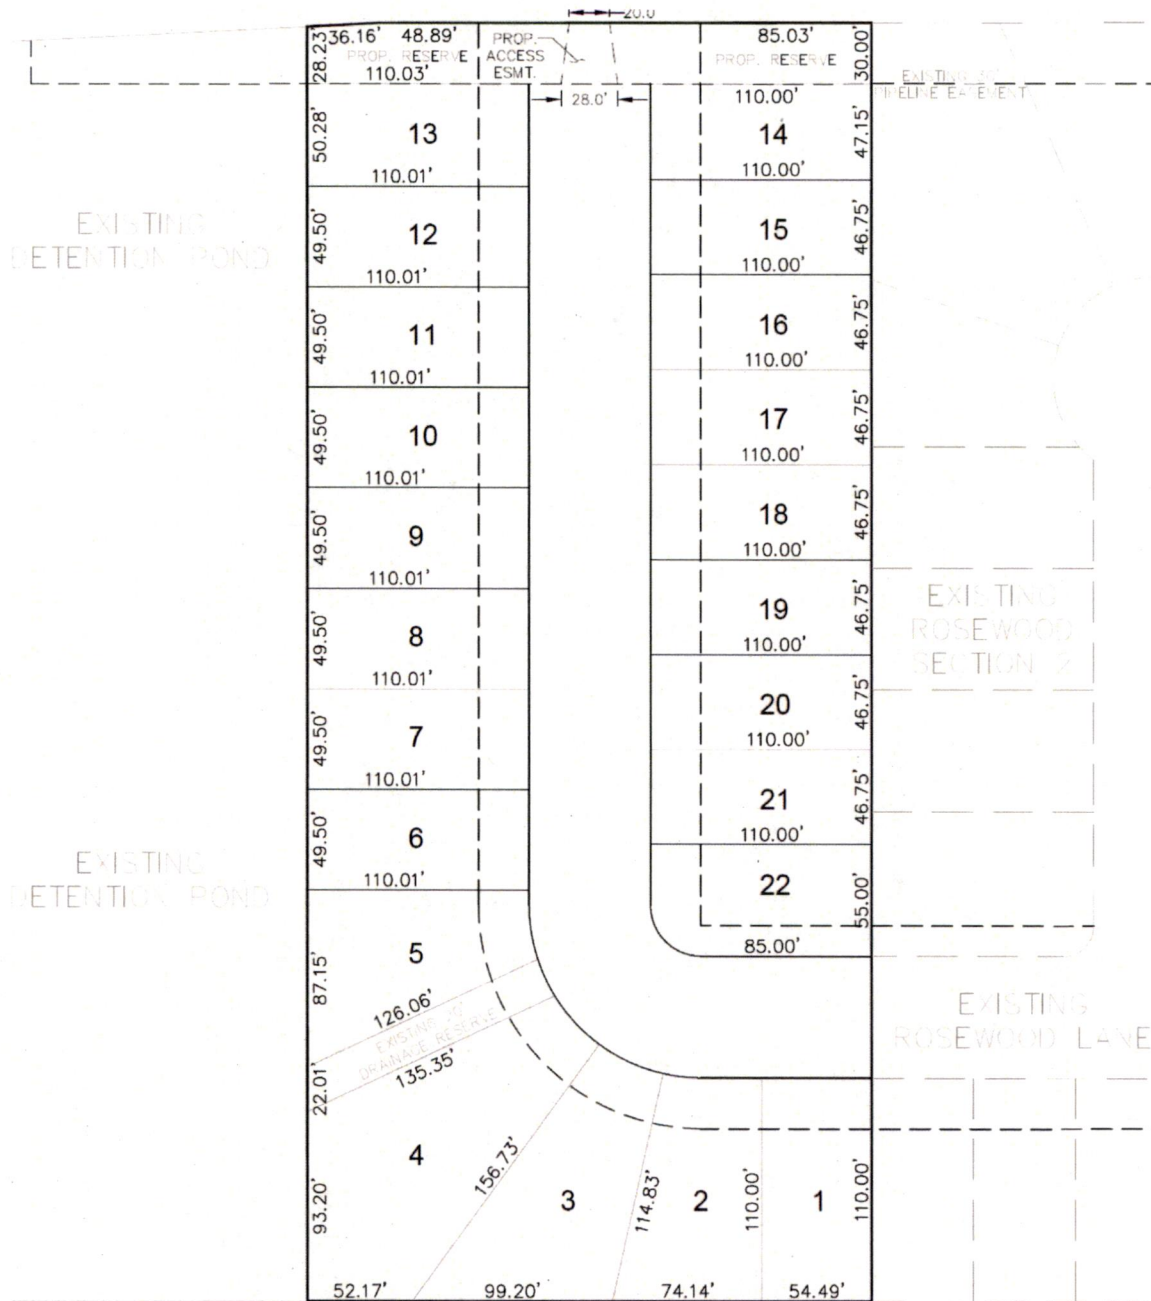 20.0
36.16' 48.89' PROP. 85.03'
28.23' PROP. RESERVE ACCESS PROP. RESERVE 30.00'
110.03' ESMT.
EXISTING 30'
PIPELINE EASEMENT
28.0' 110.00'
50.28' 13 14 47.15'
110.01' 110.00'
EXISTING
DETENTION POND
49.50' 12 15 46.75'
110.01' 110.00'
49.50' 11 16 46.75'
110.01' 110.00'
49.50' 10 17 46.75'
110.01' 110.00'
49.50' 9 18 46.75'
110.01' 110.00'
49.50' 8 19 46.75'
110.01' 110.00'
EXISTING
ROSEWOOD
SECTION 2
49.50' 7 20 46.75'
110.01' 110.00'
49.50' 6 21 46.75'
110.01' 110.00'
EXISTING
DETENTION POND
22 55.00'
85.00'
87.15' 5
126.06'
EXISTING 20'
DRAINAGE RESERVE
135.35'
22.01'
EXISTING
ROSEWOOD LANE
93.20' 4 156.73' 3 114.83' 2 110.00' 1 110.00'
52.17' 99.20' 74.14' 54.49'